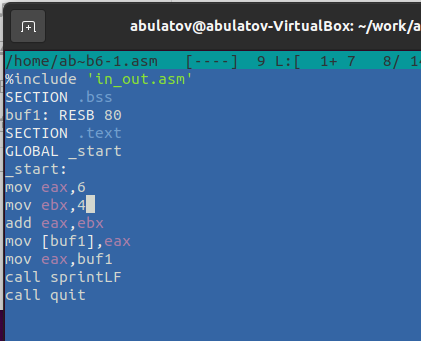 abulatov@abulatov-VirtualBox: ~/work/a
/home/ab~b6-1.asm [----] 9 L:[ 1+ 7 8/ 14
%include 'in_out.asm'
SECTION .bss
buf1: RESB 80
SECTION .text
GLOBAL _start
_start:
mov eax,6
mov ebx,4
add eax,ebx
mov [buf1],eax
mov eax,buf1
call sprintLF
call quit